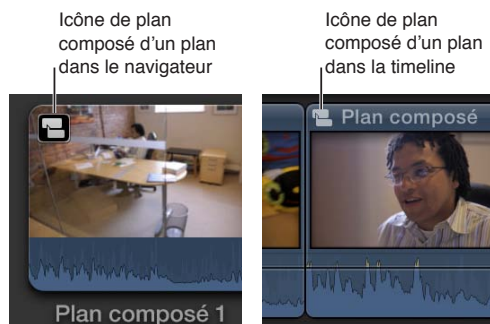 Icône de plan
composé d'un plan
dans le navigateur
Icône de plan
composé d'un plan
dans la timeline
Plan composé
Plan composé 1